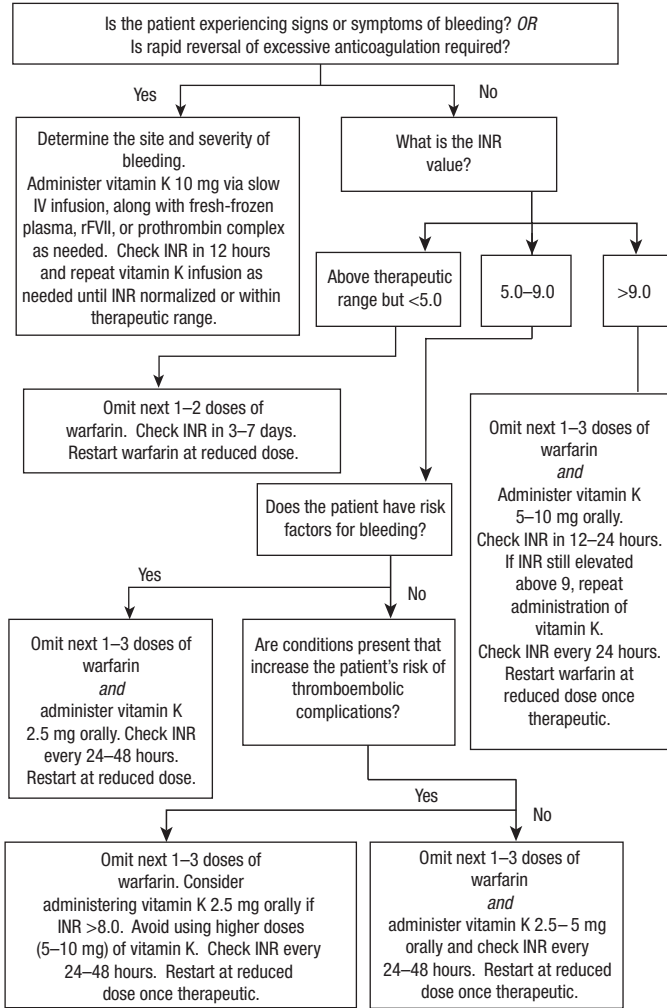 Is the patient experiencing signs or symptoms of bleeding? OR
Is rapid reversal of excessive anticoagulation required?
Yes
No
Determine the site and severity of
bleeding.
Administer vitamin K 10 mg via slow
IV infusion, along with fresh-frozen
plasma, rFVII, or prothrombin complex
as needed. Check INR in 12 hours
and repeat vitamin K infusion as
needed until INR normalized or within
therapeutic range.
What is the INR
value?
Above therapeutic
range but <5.0
5.0–9.0
>9.0
Omit next 1–2 doses of
warfarin. Check INR in 3–7 days.
Restart warfarin at reduced dose.
Omit next 1–3 doses of
warfarin
and
Administer vitamin K
5–10 mg orally.
Check INR in 12–24 hours.
If INR still elevated
above 9, repeat
administration of
vitamin K.
Check INR every 24 hours.
Restart warfarin at
reduced dose once
therapeutic.
Does the patient have risk
factors for bleeding?
Yes
No
Omit next 1–3 doses of
warfarin
and
administer vitamin K
2.5 mg orally. Check INR
every 24–48 hours.
Restart at reduced dose.
Are conditions present that
increase the patient's risk of
thromboembolic
complications?
Yes
No
Omit next 1–3 doses of
warfarin. Consider
administering vitamin K 2.5 mg orally if
INR >8.0. Avoid using higher doses
(5–10 mg) of vitamin K. Check INR every
24–48 hours. Restart at reduced
dose once therapeutic.
Omit next 1–3 doses of
warfarin
and
administer vitamin K 2.5–5 mg
orally and check INR every
24–48 hours. Restart at reduced
dose once therapeutic.